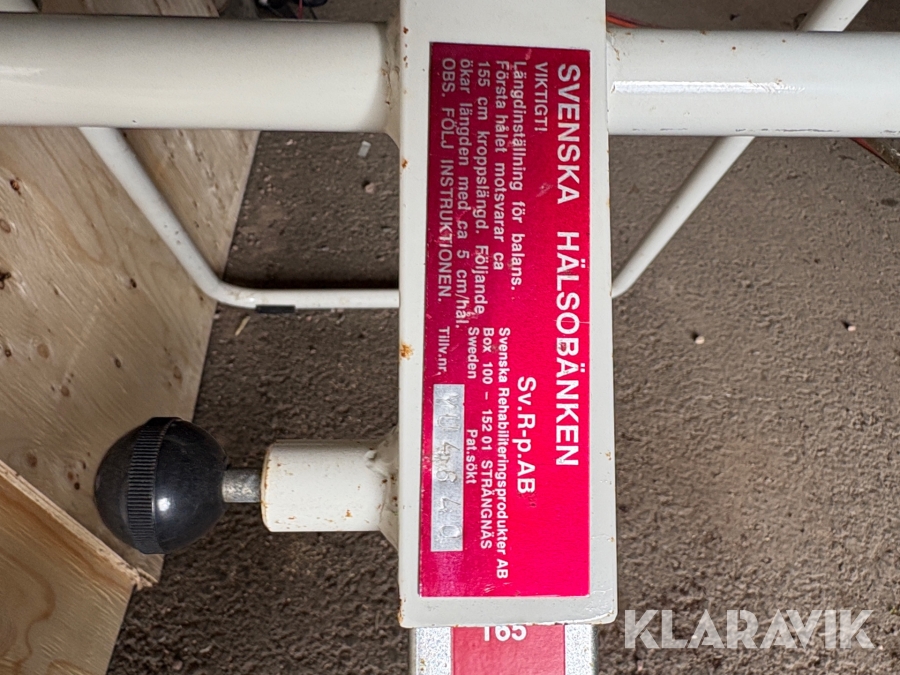 SVENSKA HÄLSOBÄNKEN
VIKTIGT!
Längdinställning för balans.
Första hålet motsvarar ca
155 cm kroppslängd. Följande
ökar längden med ca 5 cm/hål.
OBS. FÖLJ INSTRUKTIONEN.
Sv.R-p.AB
Svenska Rehabiliteringsprodukter AB
Box 100 – 152 01 STRÄNGNÄS
Sweden Pat.sökt
Tillv.nr.
165
KLARAVIK